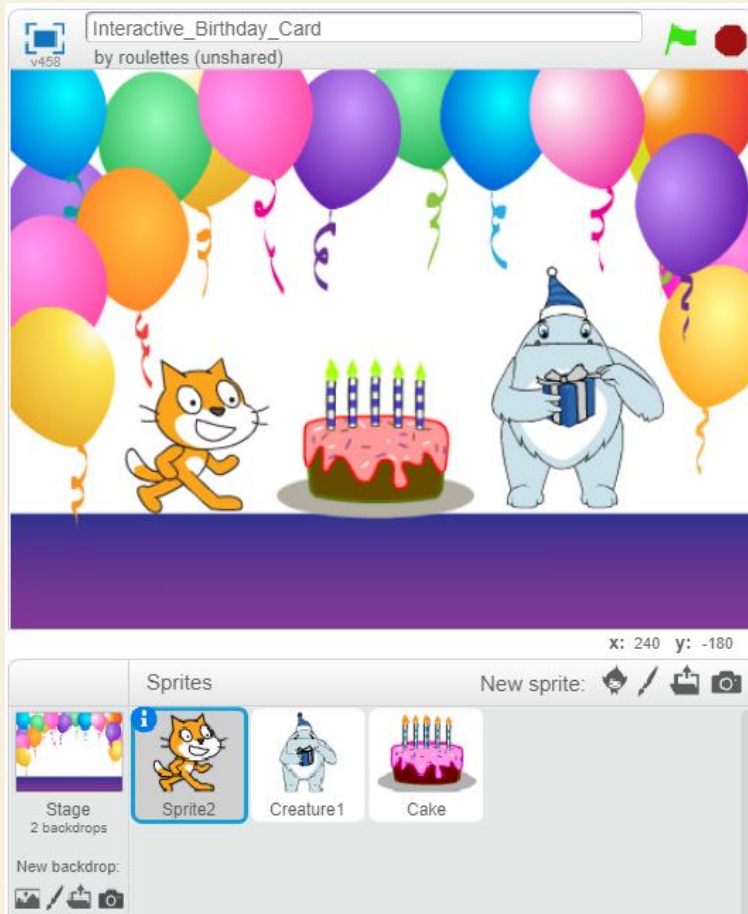 Interactive_Birthday_Card
v458
by roulettes (unshared)
x: 240 y: -180
Sprites
New sprite:
Sprite2
Creature1
Cake
Stage
2 backdrops
New backdrop: